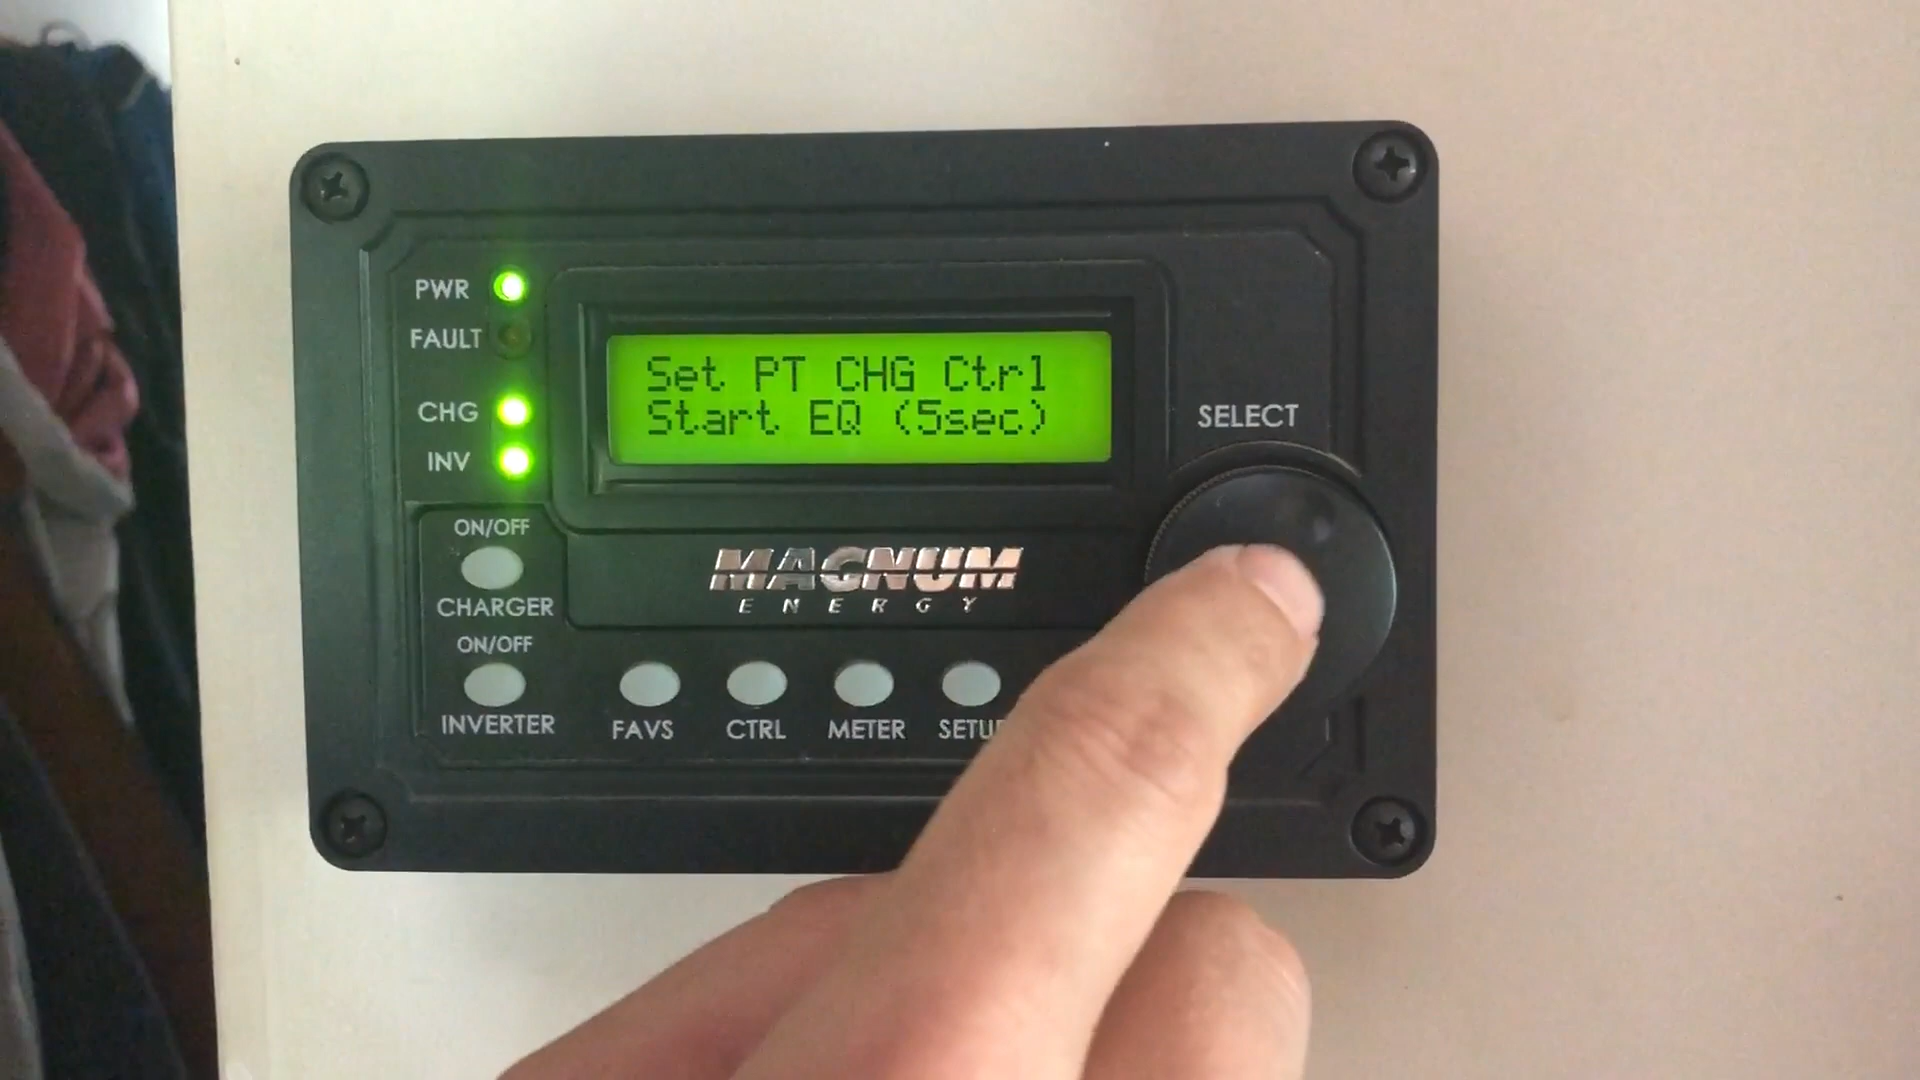 PWR
FAULT
CHG
INV
Set PT CHG Ctrl
Start EQ (5sec)
SELECT
ON/OFF
CHARGER
ON/OFF
INVERTER
MAGNUM
ENERGY
FAVS
CTRL
METER
SETUP